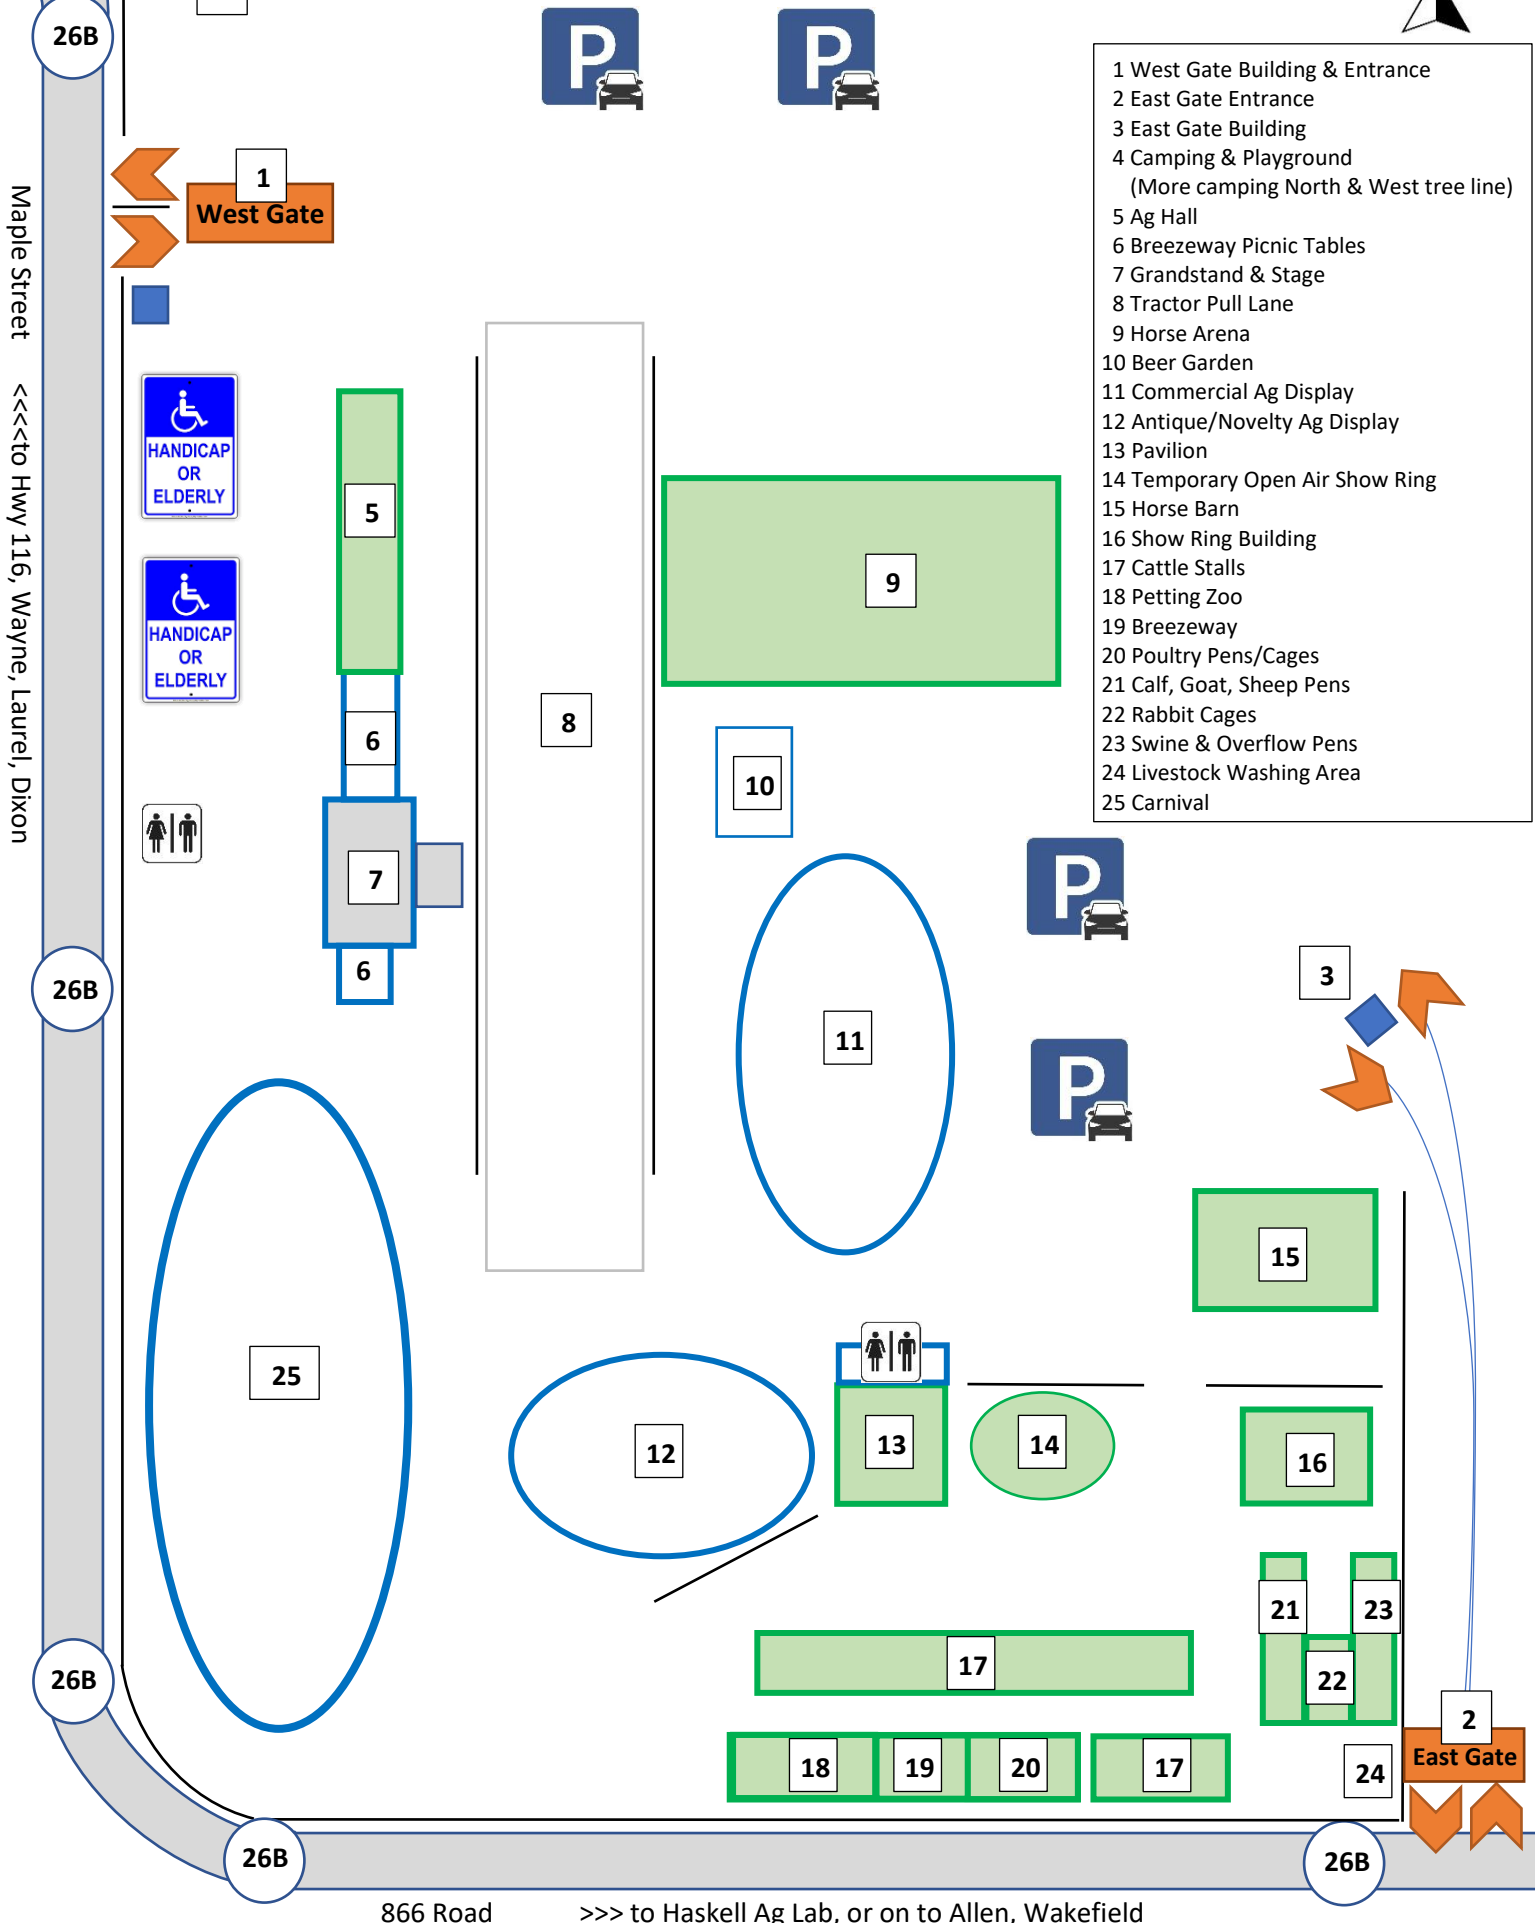 26B
P
P
1 West Gate Building & Entrance
2 East Gate Entrance
3 East Gate Building
4 Camping & Playground
(More camping North & West tree line)
5 Ag Hall
6 Breezeway Picnic Tables
7 Grandstand & Stage
8 Tractor Pull Lane
9 Horse Arena
10 Beer Garden
11 Commercial Ag Display
12 Antique/Novelty Ag Display
13 Pavilion
14 Temporary Open Air Show Ring
15 Horse Barn
16 Show Ring Building
17 Cattle Stalls
18 Petting Zoo
19 Breezeway
20 Poultry Pens/Cages
21 Calf, Goat, Sheep Pens
22 Rabbit Cages
23 Swine & Overflow Pens
24 Livestock Washing Area
25 Carnival
1
West Gate
Maple Street <<<<to Hwy 116, Wayne, Laurel, Dixon
HANDICAP
OR
ELDERLY
5
9
HANDICAP
OR
ELDERLY
8
6
10
7
P
6
26B
3
11
P
15
25
12
13
14
16
21
23
17
22
26B
2
East Gate
18
19
20
17
24
26B
26B
866 Road >>> to Haskell Ag Lab, or on to Allen, Wakefield